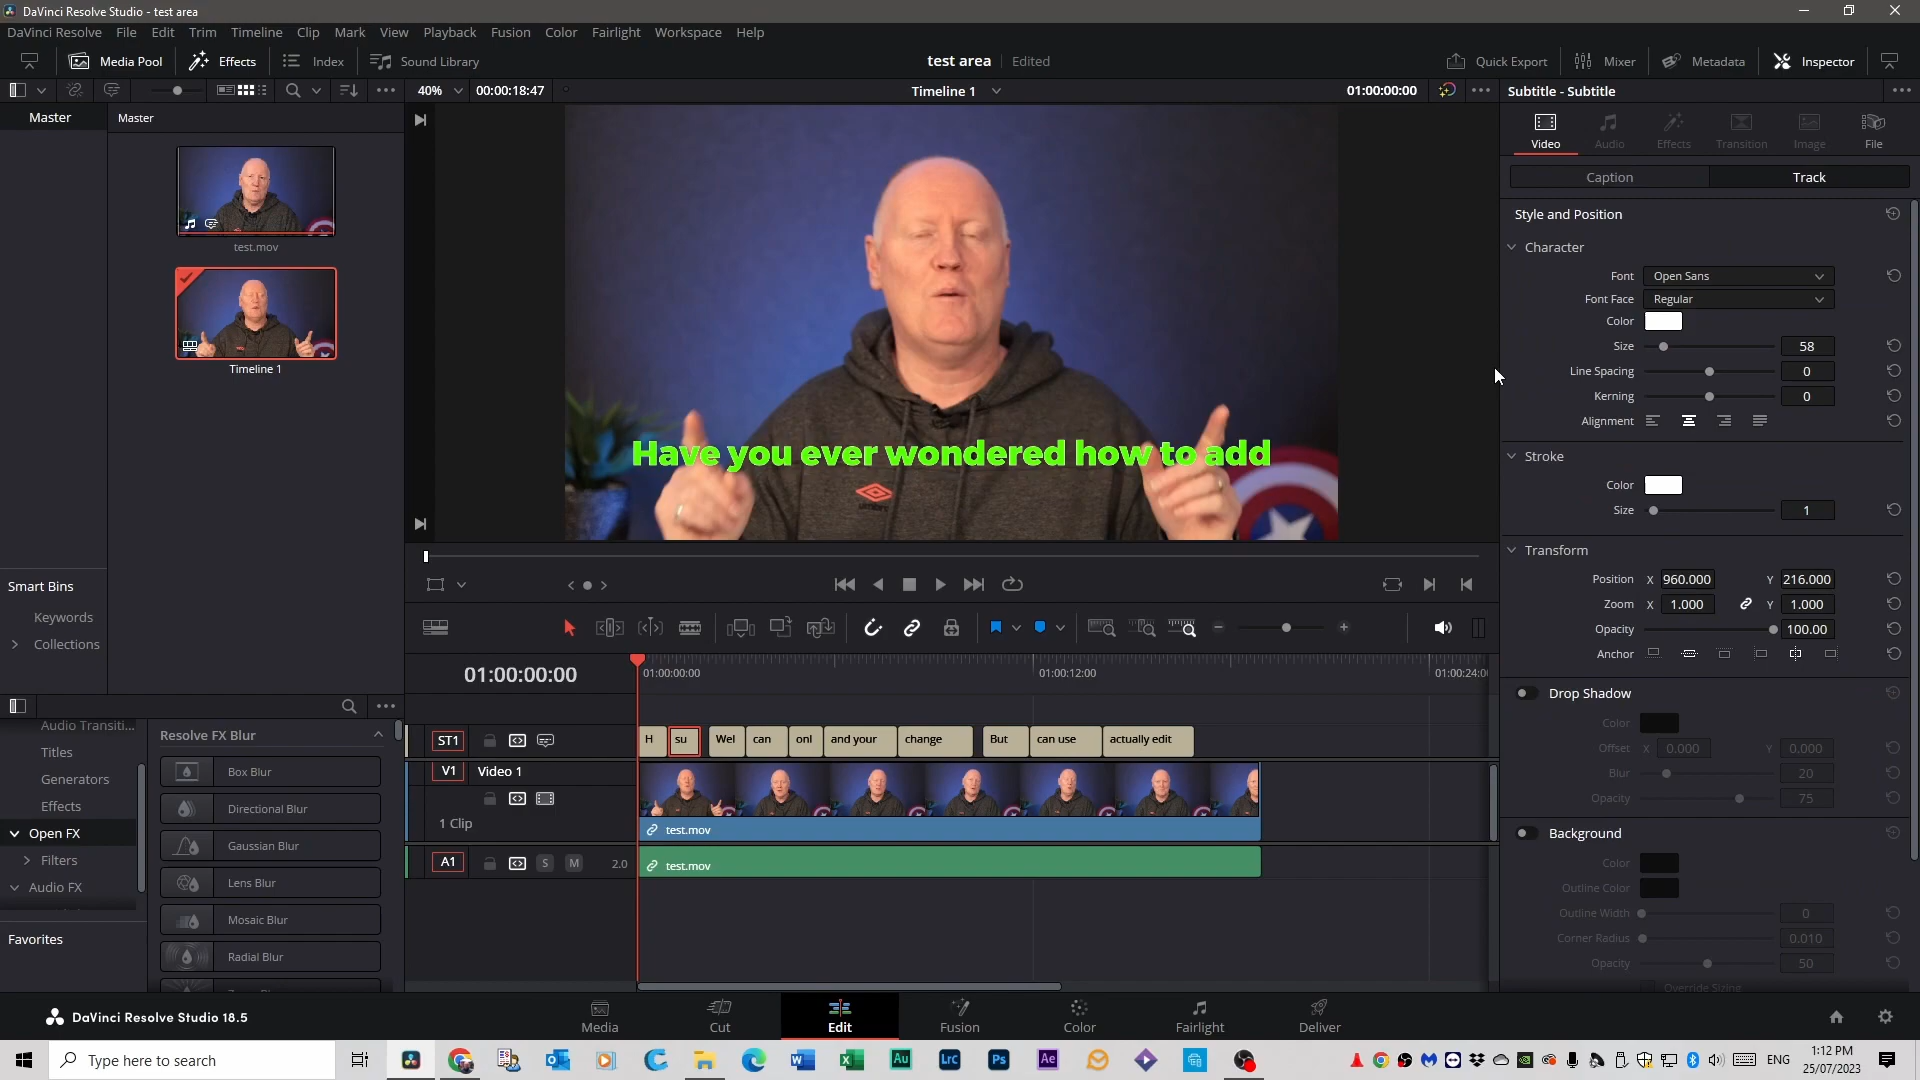 DaVinci Resolve Studio - test area
DaVinci Resolve File Edit Trim Timeline Clip Mark View Playback Fusion Color Fairlight Workspace Help
Media Pool Effects Index Sound Library
test area Edited
Quick Export Mixer Metadata Inspector
40% 00:00:18:47 Timeline 1 01:00:00:00
Subtitle - Subtitle
Master
Master
test.mov
Timeline 1
Smart Bins
Keywords
Collections
Have you ever wondered how to add
umbro
Video Audio Effects Transition Image File
Caption Track
Style and Position
Character
Font Open Sans
Font Face Regular
Color
Size 58
Line Spacing 0
Kerning 0
Alignment
Stroke
Color
Size 1
Transform
Position X 960.000 Y 216.000
Zoom X 1.000 Y 1.000
Opacity 100.00
Anchor
Drop Shadow
Color
Offset X 0.000 Y 0.000
Blur 20
Opacity 75
Background
Color
Outline Color
Outline Width 0
Corner Radius 0.010
Opacity 50
Override Sizing
Audio Transiti...
Titles
Generators
Effects
Open FX
Filters
Audio FX
Favorites
Resolve FX Blur
Box Blur
Directional Blur
Gaussian Blur
Lens Blur
Mosaic Blur
Radial Blur
01:00:00:00
01:00:00:00 01:00:12:00 01:00:24:0
ST1
H su Wel can onl and your change But can use actually edit
V1 Video 1
1 Clip
test.mov
A1 S M 2.0
test.mov
DaVinci Resolve Studio 18.5
Media Cut Edit Fusion Color Fairlight Deliver
Type here to search
Au Lrc Ps Ae
ENG
1:12 PM
25/07/2023